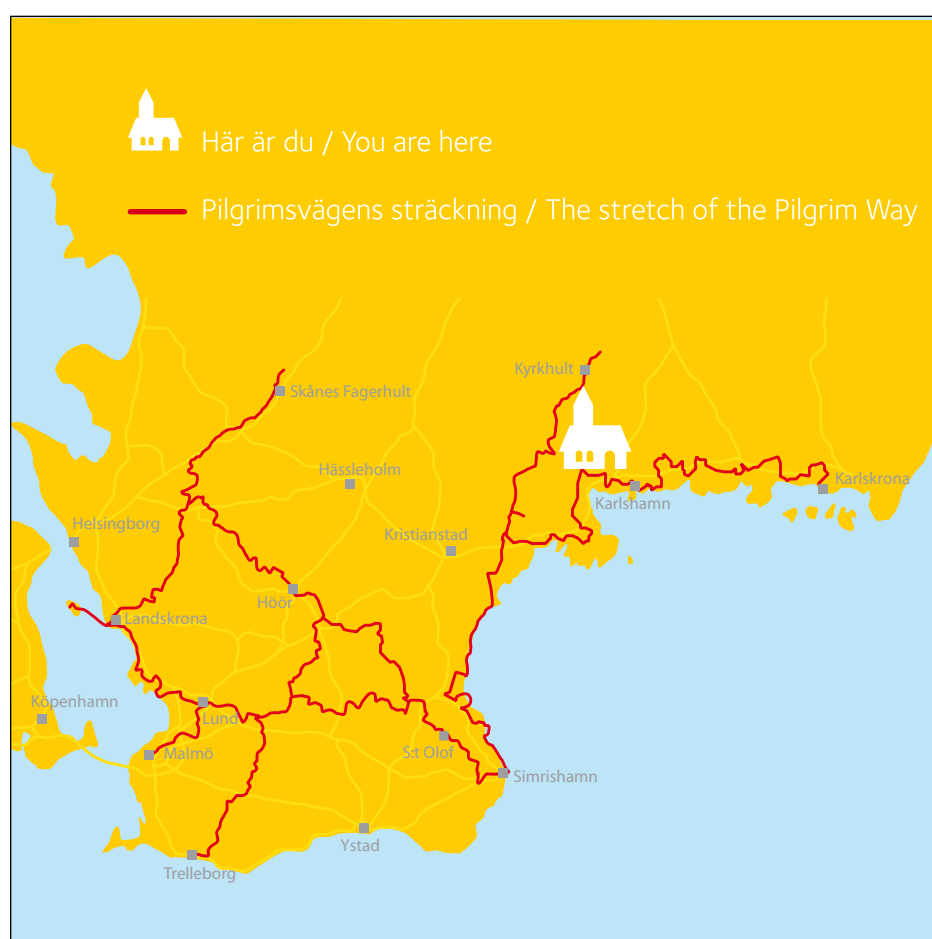 Här är du / You are here
Pilgrimsvägens sträckning / The stretch of the Pilgrim Way
Kyrkhult
Skånes Fagerhult
Hässleholm
Karlskrona
Karlshamn
Helsingborg
Kristianstad
Höör
Landskrona
Köpenhamn
Lund
Malmö
S:t Olof
Simrishamn
Ystad
Trelleborg